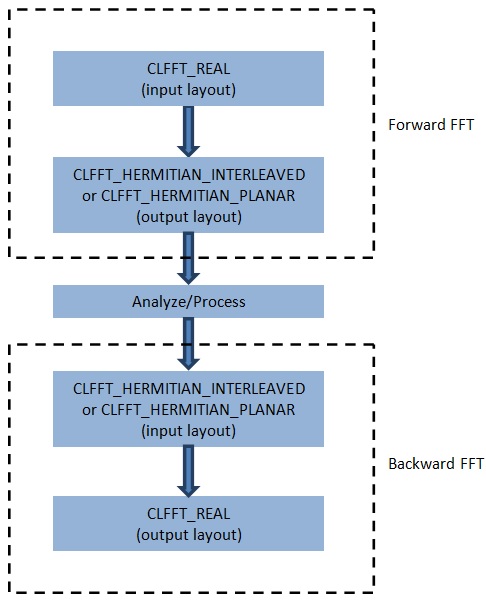 CLFFT_REAL
(input layout)
Forward FFT
CLFFT_HERMITIAN_INTERLEAVED
or CLFFT_HERMITIAN_PLANAR
(output layout)
Analyze/Process
CLFFT_HERMITIAN_INTERLEAVED
or CLFFT_HERMITIAN_PLANAR
(input layout)
Backward FFT
CLFFT_REAL
(output layout)